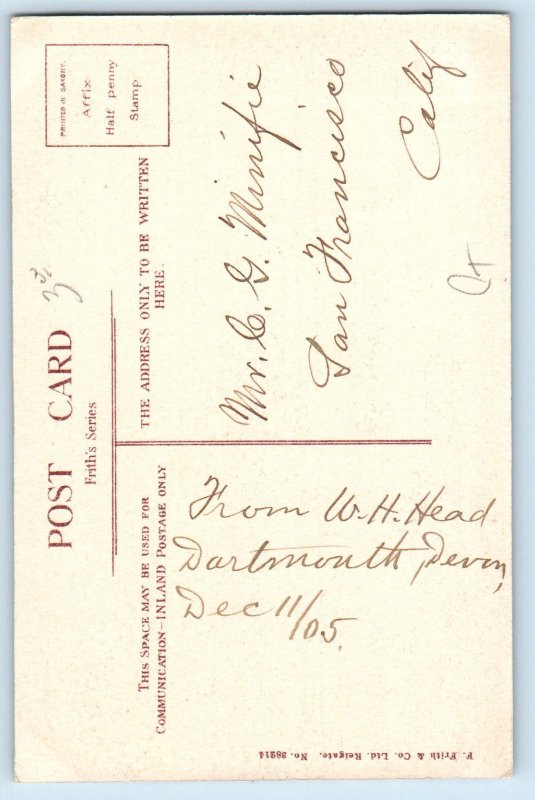 POST CARD
Frith's Series
PRINTED IN SAXONY.
Affix
Half penny
Stamp
THIS SPACE MAY BE USED FOR
COMMUNICATION-INLAND POSTAGE ONLY
THE ADDRESS ONLY TO BE WRITTEN
HERE.
From W. H. Head
Dartmouth, Devon,
Dec 11/05.
Mr. C. G. Minifie
San Francisco
Calif
F. Frith & Co. Ltd. Reigate. No. 38214